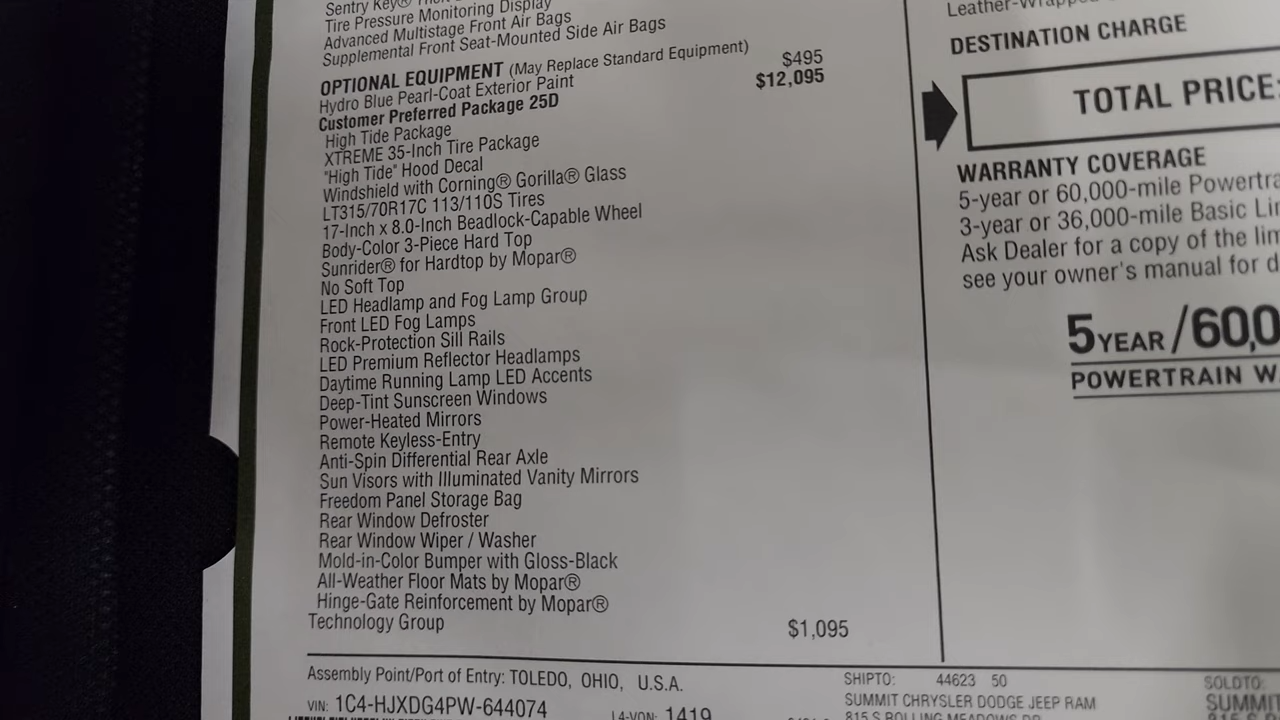 Sentry Key®
Tire Pressure Monitoring Display
Advanced Multistage Front Air Bags
Supplemental Front Seat-Mounted Side Air Bags
OPTIONAL EQUIPMENT (May Replace Standard Equipment)
Hydro Blue Pearl-Coat Exterior Paint $495
Customer Preferred Package 25D $12,095
High Tide Package
XTREME 35-Inch Tire Package
"High Tide" Hood Decal
Windshield with Corning® Gorilla® Glass
LT315/70R17C 113/110S Tires
17-Inch x 8.0-Inch Beadlock-Capable Wheel
Body-Color 3-Piece Hard Top
Sunrider® for Hardtop by Mopar®
No Soft Top
LED Headlamp and Fog Lamp Group
Front LED Fog Lamps
Rock-Protection Sill Rails
LED Premium Reflector Headlamps
Daytime Running Lamp LED Accents
Deep-Tint Sunscreen Windows
Power-Heated Mirrors
Remote Keyless-Entry
Anti-Spin Differential Rear Axle
Sun Visors with Illuminated Vanity Mirrors
Freedom Panel Storage Bag
Rear Window Defroster
Rear Window Wiper / Washer
Mold-in-Color Bumper with Gloss-Black
All-Weather Floor Mats by Mopar®
Hinge-Gate Reinforcement by Mopar®
Technology Group $1,095
DESTINATION CHARGE
TOTAL PRICE:
WARRANTY COVERAGE
5-year or 60,000-mile Powertra
3-year or 36,000-mile Basic Li
Ask Dealer for a copy of the lim
see your owner's manual for d
5 YEAR / 60,0
POWERTRAIN W
Assembly Point/Port of Entry: TOLEDO, OHIO, U.S.A.
VIN: 1C4-HJXDG4PW-644074
L4-VON: 1419
SHIPTO: 44623 50
SUMMIT CHRYSLER DODGE JEEP RAM
SOLDTO:
SUMMIT